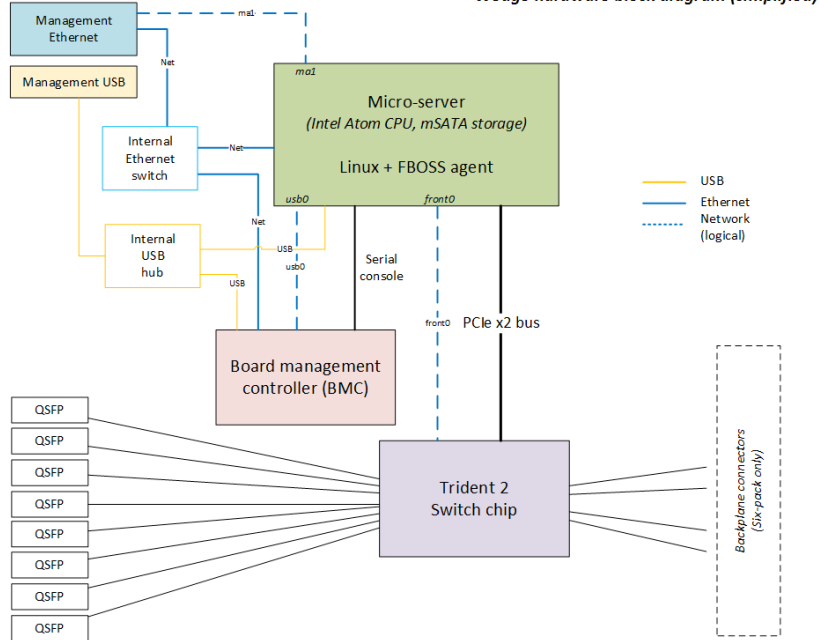 Wedge hardware block diagram (simplified)
Management
Ethernet
ma1
Net
Management USB
ma1
Micro-server
(Intel Atom CPU, mSATA storage)
Linux + FBOSS agent
usb0
front0
Internal
Ethernet
switch
Net
Net
USB
Ethernet
Network
(logical)
Internal
USB
hub
USB
usb0
USB
Serial
console
front0
PCIe x2 bus
Board management
controller (BMC)
QSFP
QSFP
QSFP
QSFP
QSFP
QSFP
QSFP
QSFP
Trident 2
Switch chip
Backplane connectors
(Six-pack only)